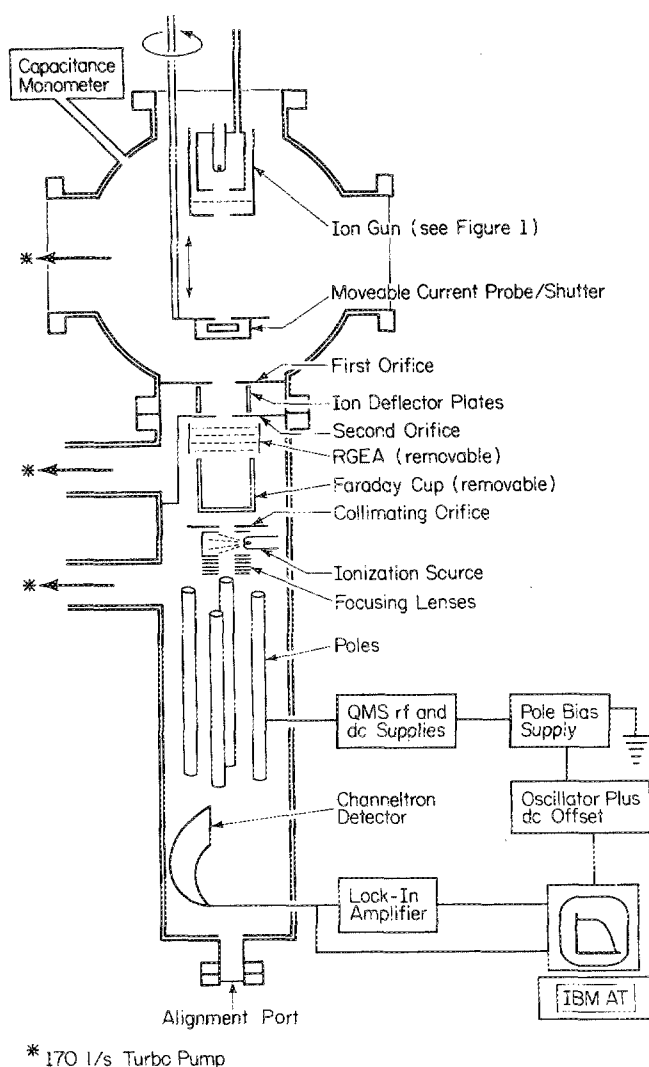 Capacitance
Monometer
Ion Gun (see Figure 1)
*
Moveable Current Probe/Shutter
First Orifice
Ion Deflector Plates
Second Orifice
RGEA (removable)
*
Faraday Cup (removable)
Collimating Orifice
Ionization Source
*
Focusing Lenses
Poles
QMS rf and
dc Supplies
Pole Bias
Supply
Channeltron
Detector
Oscillator Plus
dc Offset
Lock-In
Amplifier
IBM AT
Alignment Port
* 170 l/s Turbo Pump